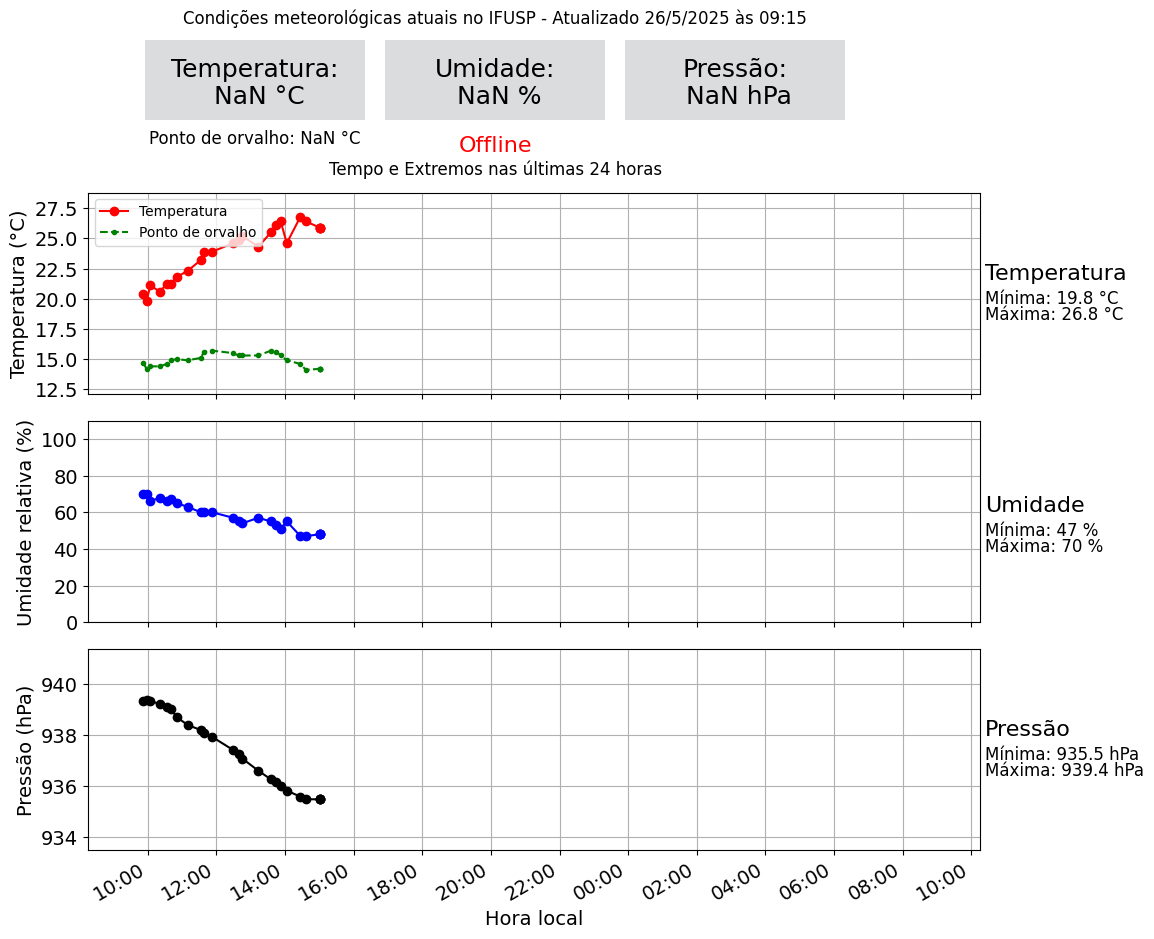 Condições meteorológicas atuais no IFUSP - Atualizado 26/5/2025 às 09:15
Temperatura:
NaN °C
Umidade:
NaN %
Pressão:
NaN hPa
Ponto de orvalho: NaN °C
Offline
Tempo e Extremos nas últimas 24 horas
Temperatura (°C)
27.5
25.0
22.5
20.0
17.5
15.0
12.5
Temperatura
Ponto de orvalho
Temperatura
Mínima: 19.8 °C
Máxima: 26.8 °C
Umidade relativa (%)
100
80
60
40
20
0
Umidade
Mínima: 47 %
Máxima: 70 %
Pressão (hPa)
940
938
936
934
Pressão
Mínima: 935.5 hPa
Máxima: 939.4 hPa
10:00
12:00
14:00
16:00
18:00
20:00
22:00
00:00
02:00
04:00
06:00
08:00
10:00
Hora local